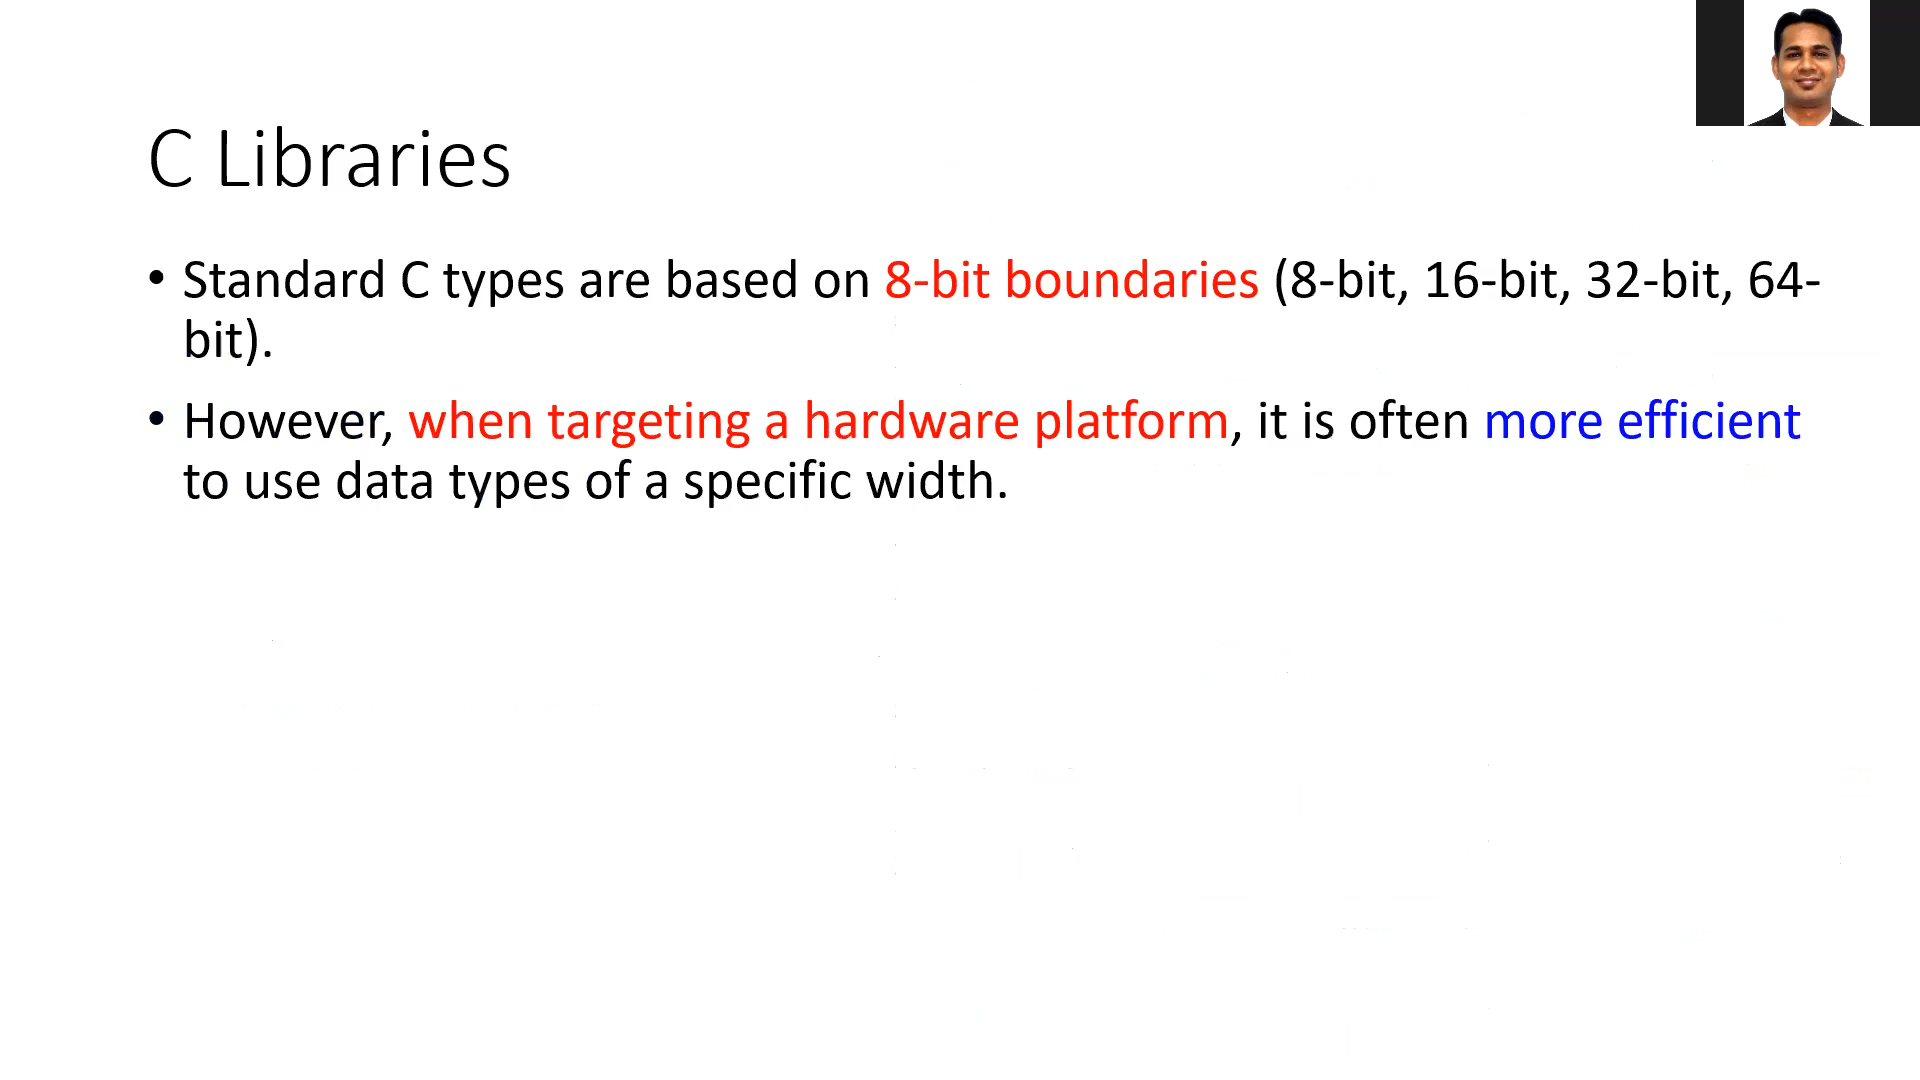 C Libraries
• Standard C types are based on 8-bit boundaries (8-bit, 16-bit, 32-bit, 64-
bit).
• However, when targeting a hardware platform, it is often more efficient
to use data types of a specific width.